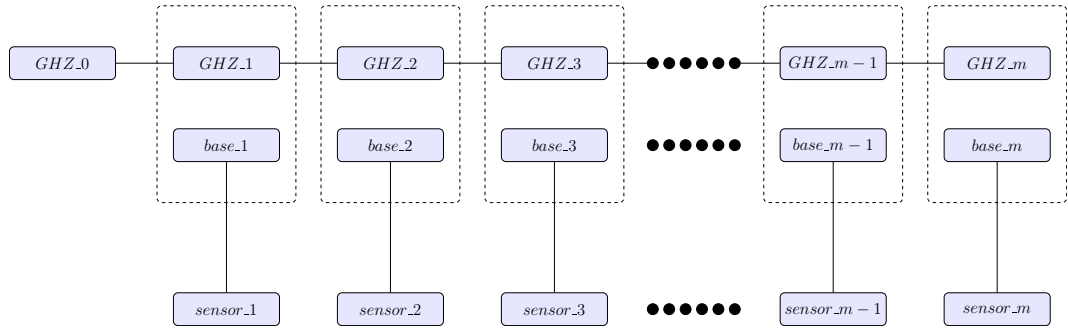 GHZ_0 GHZ_1 GHZ_2 GHZ_3 GHZ_m − 1 GHZ_m
base_1 base_2 base_3 base_m − 1 base_m
sensor_1 sensor_2 sensor_3 sensor_m − 1 sensor_m